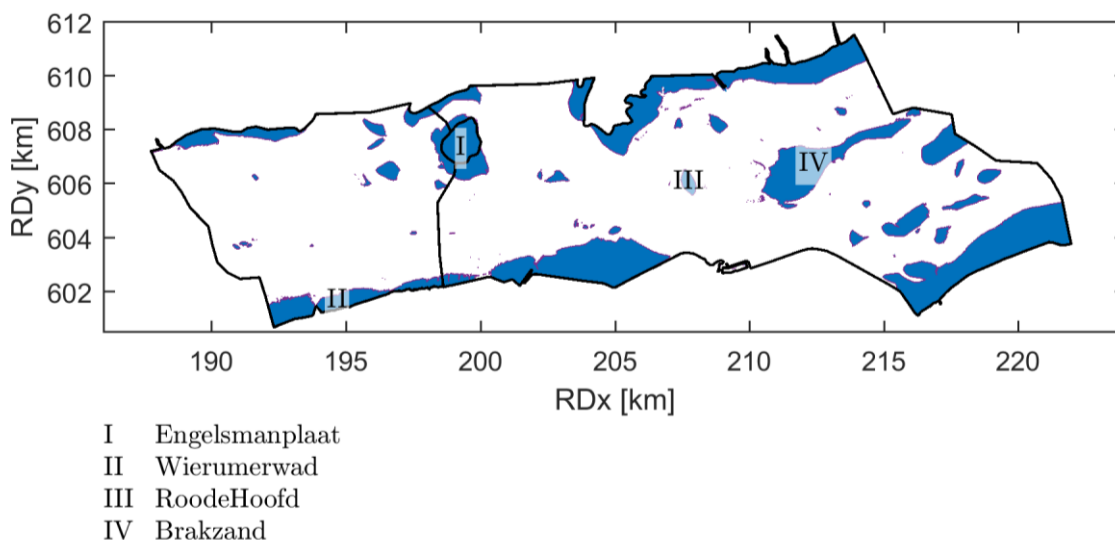 612
610
608
606
604
602
RDy [km]
I
II
III
IV
190 195 200 205 210 215 220
RDx [km]
I Engelsmanplaat
II Wierumerwad
III RoodeHoofd
IV Brakzand